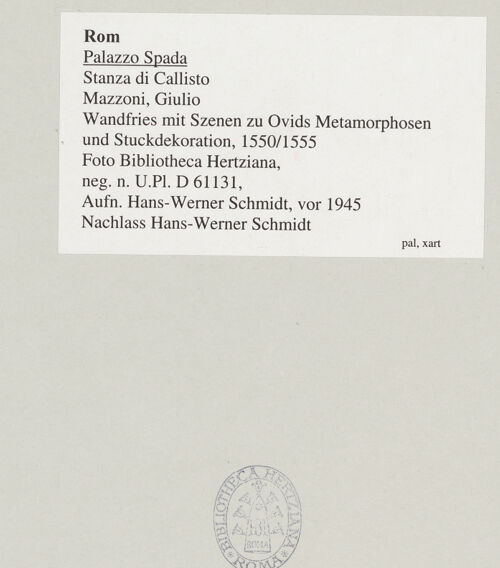 Rom
Palazzo Spada
Stanza di Callisto
Mazzoni, Giulio
Wandfries mit Szenen zu Ovids Metamorphosen
und Stuckdekoration, 1550/1555
Foto Bibliotheca Hertziana,
neg. n. U.Pl. D 61131,
Aufn. Hans-Werner Schmidt, vor 1945
Nachlass Hans-Werner Schmidt
pal, xart
BIBLIOTHECA HERTZIANA
ROMA